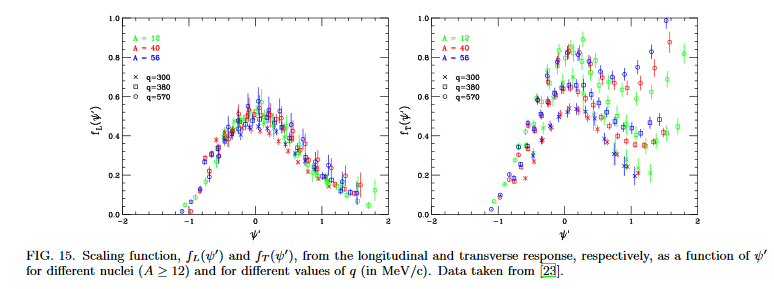 1.0
0.8
0.6
0.4
0.2
0.0
f_L(ψ')
A = 12
A = 40
A = 56
× q=300
□ q=380
○ q=570
−2 −1 0 1 2
ψ'
1.0
0.8
0.6
0.4
0.2
0.0
f_T(ψ')
A = 12
A = 40
A = 56
× q=300
□ q=380
○ q=570
−2 −1 0 1 2
ψ'
FIG. 15. Scaling function, f_L(ψ′) and f_T(ψ′), from the longitudinal and transverse response, respectively, as a function of ψ′
for different nuclei (A ≥ 12) and for different values of q (in MeV/c). Data taken from [23].